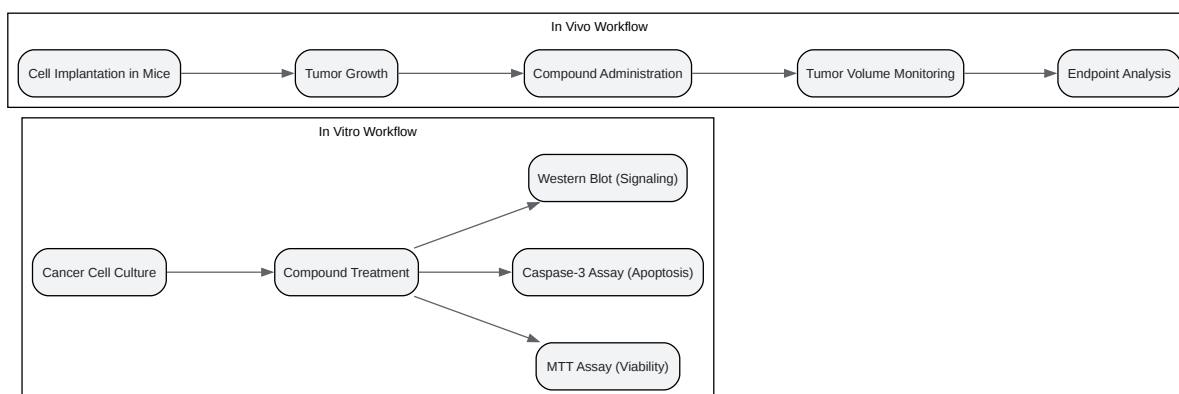 In Vivo Workflow
Cell Implantation in Mice
Tumor Growth
Compound Administration
Tumor Volume Monitoring
Endpoint Analysis
In Vitro Workflow
Cancer Cell Culture
Compound Treatment
Western Blot (Signaling)
Caspase-3 Assay (Apoptosis)
MTT Assay (Viability)